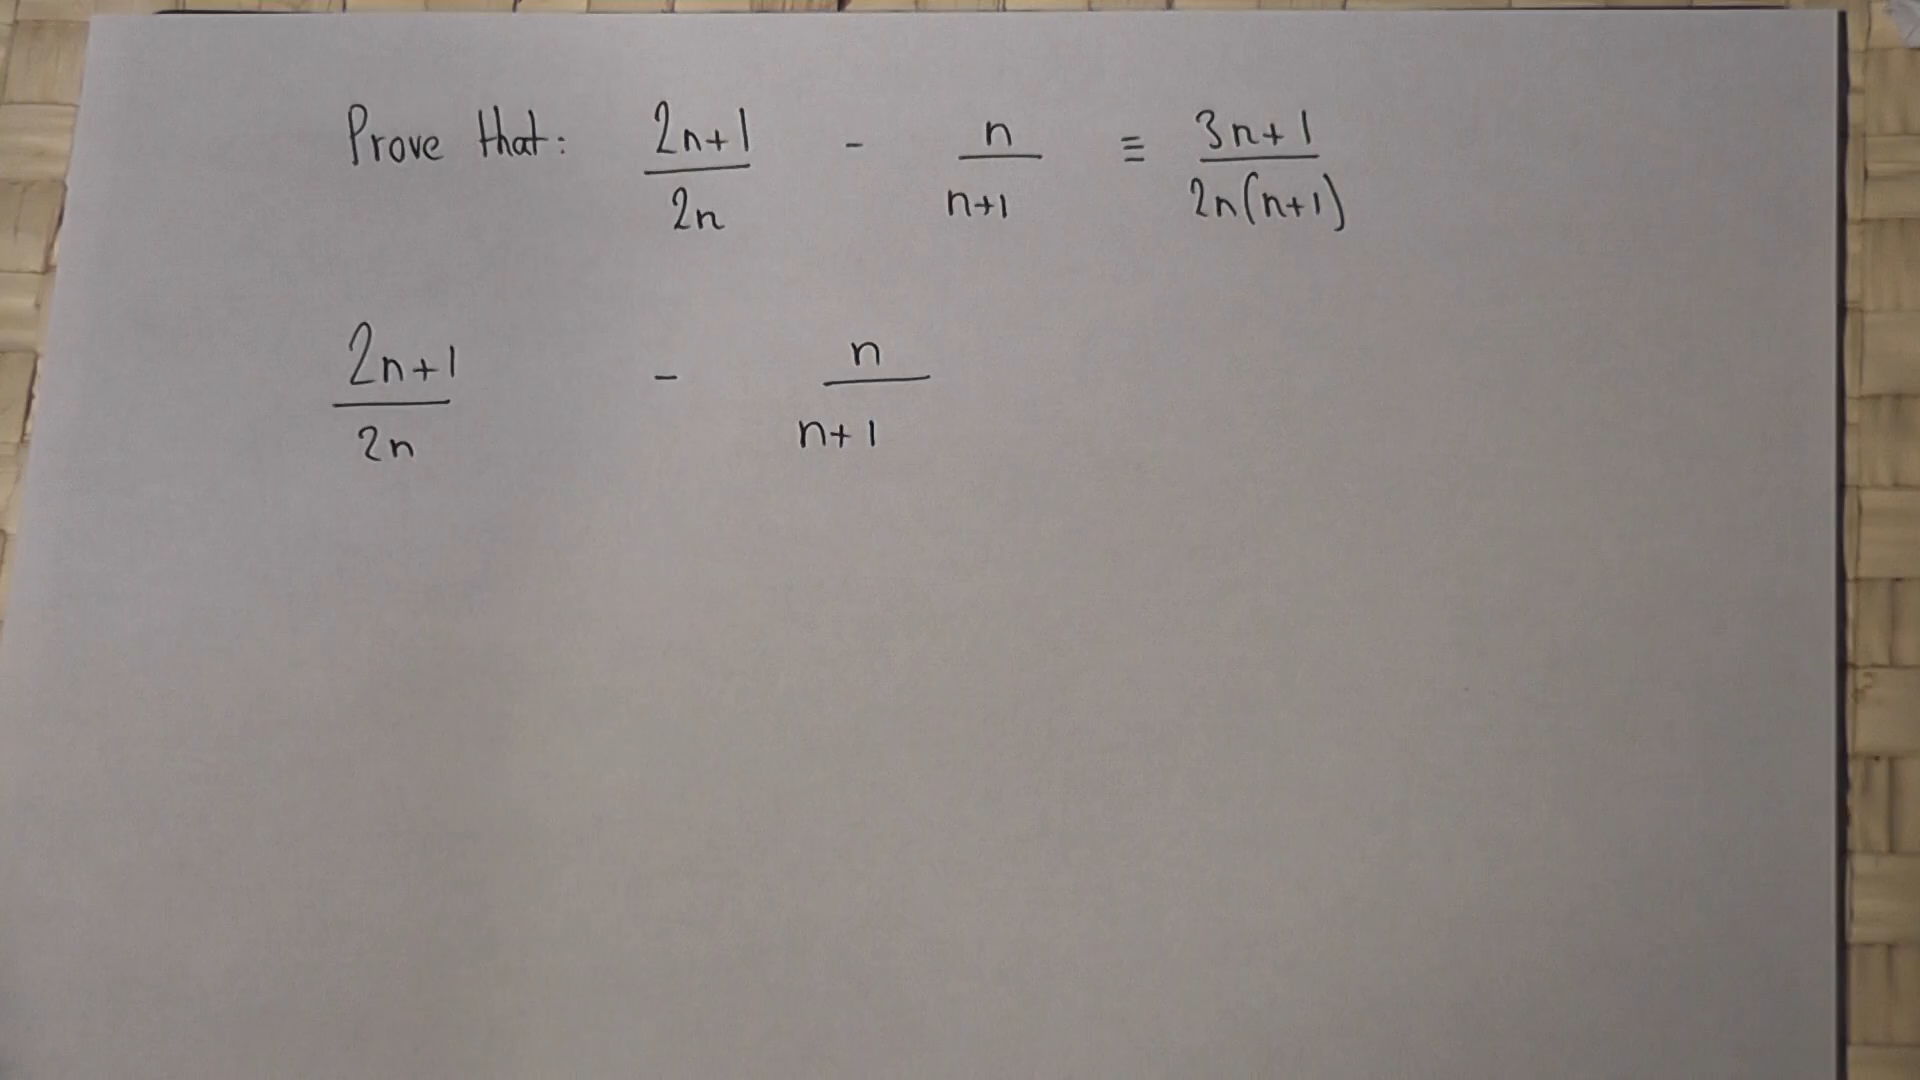 Prove that: (2n+1)/(2n) - n/(n+1) ≡ (3n+1)/(2n(n+1))
(2n+1)/(2n) - n/(n+1)